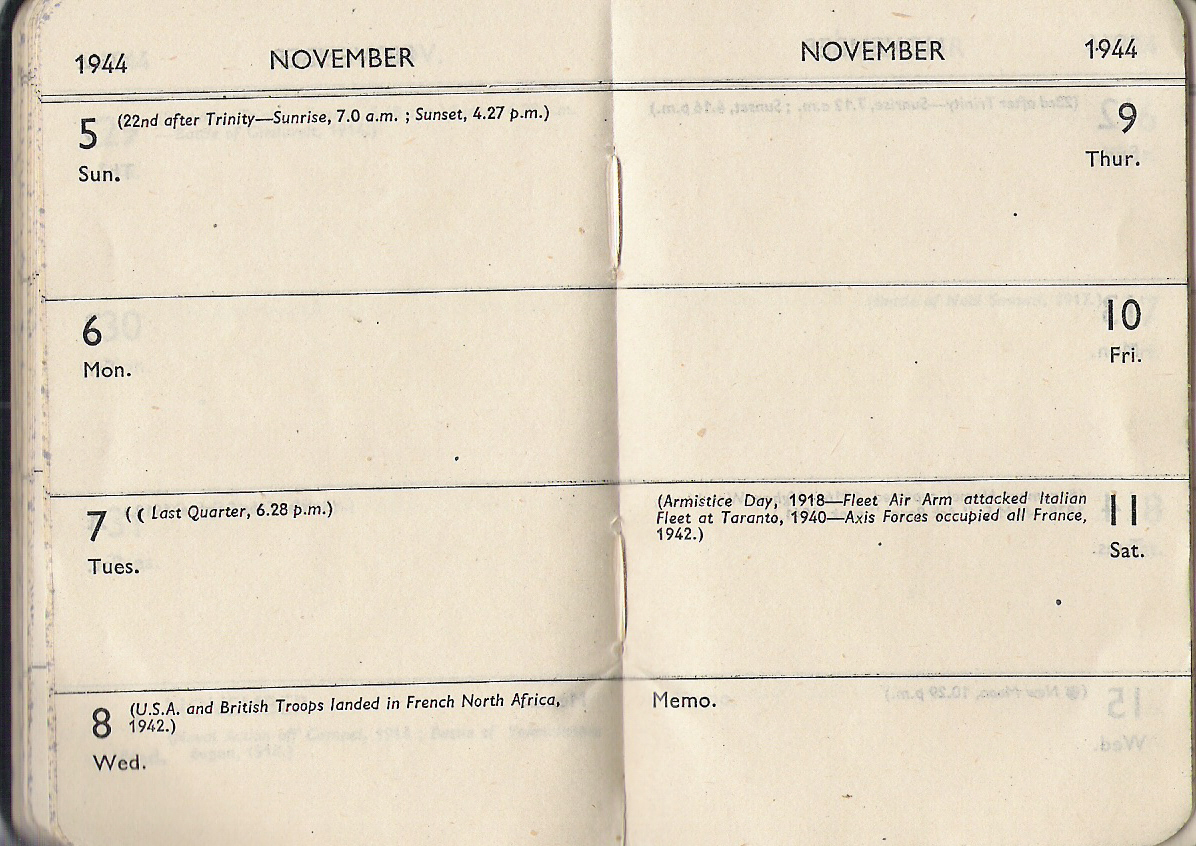 1944 NOVEMBER
5 (22nd after Trinity—Sunrise, 7.0 a.m. ; Sunset, 4.27 p.m.)
Sun.
6
Mon.
7 (☾ Last Quarter, 6.28 p.m.)
Tues.
8 (U.S.A. and British Troops landed in French North Africa,
1942.)
Wed.
NOVEMBER 1944
9
Thur.
10
Fri.
(Armistice Day, 1918—Fleet Air Arm attacked Italian
Fleet at Taranto, 1940—Axis Forces occupied all France,
1942.)
11
Sat.
Memo.